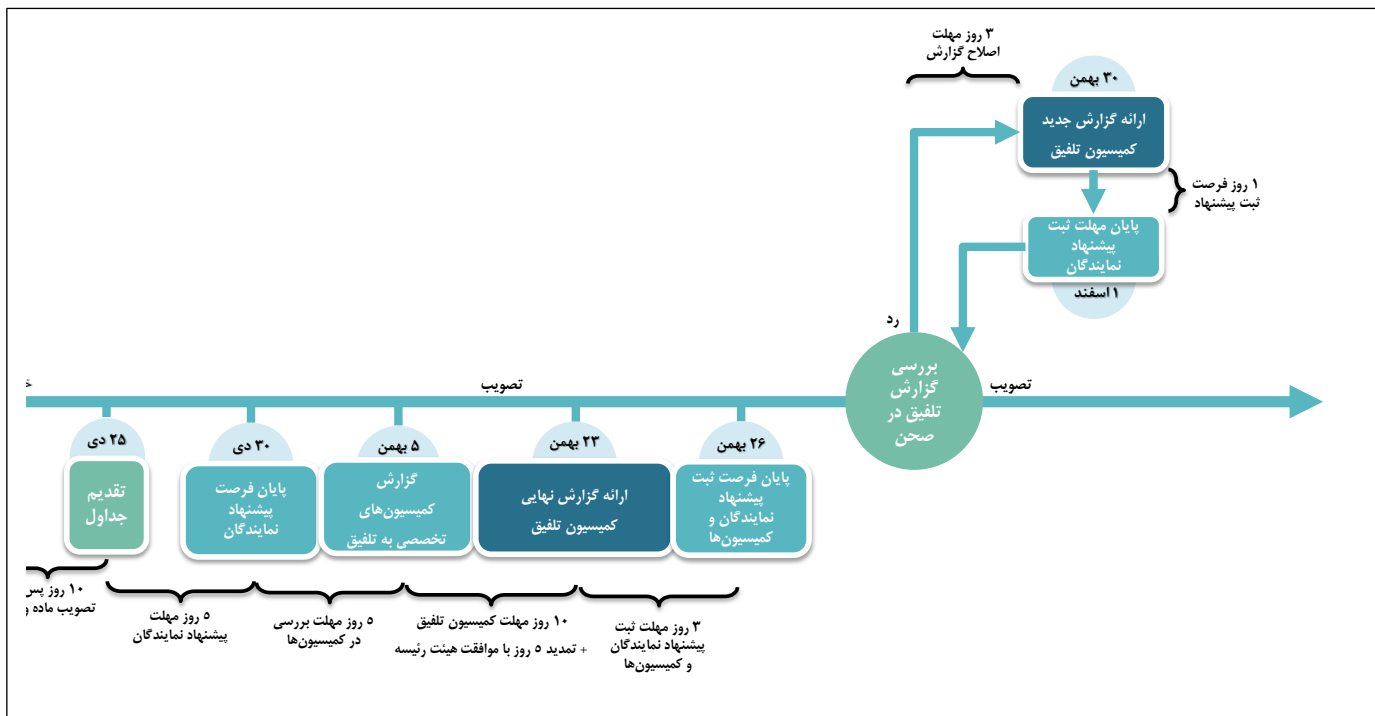 ۳ روز مهلت
اصلاح گزارش
۳۰ بهمن
ارائه گزارش جدید
کمیسیون تلفیق
۱ روز فرصت
ثبت پیشنهاد
پایان مهلت ثبت
پیشنهاد
نمایندگان
۱ اسفند
رد
بررسی
گزارش
تلفیق در
صحن
تصویب
تصویب
۲۵ دی
تقدیم
جداول
۳۰ دی
پایان فرصت
پیشنهاد
نمایندگان
۵ بهمن
گزارش
کمیسیون‌های
تخصصی به تلفیق
۲۳ بهمن
ارائه گزارش نهایی
کمیسیون تلفیق
۲۶ بهمن
پایان فرصت ثبت
پیشنهاد
نمایندگان و
کمیسیون‌ها
۱۰ روز پس
تصویب ماده و
۵ روز مهلت
پیشنهاد نمایندگان
۵ روز مهلت بررسی
در کمیسیون‌ها
۱۰ روز مهلت کمیسیون تلفیق
+ تمدید ۵ روز با موافقت هیئت رئیسه
۳ روز مهلت ثبت
پیشنهاد نمایندگان
و کمیسیون‌ها